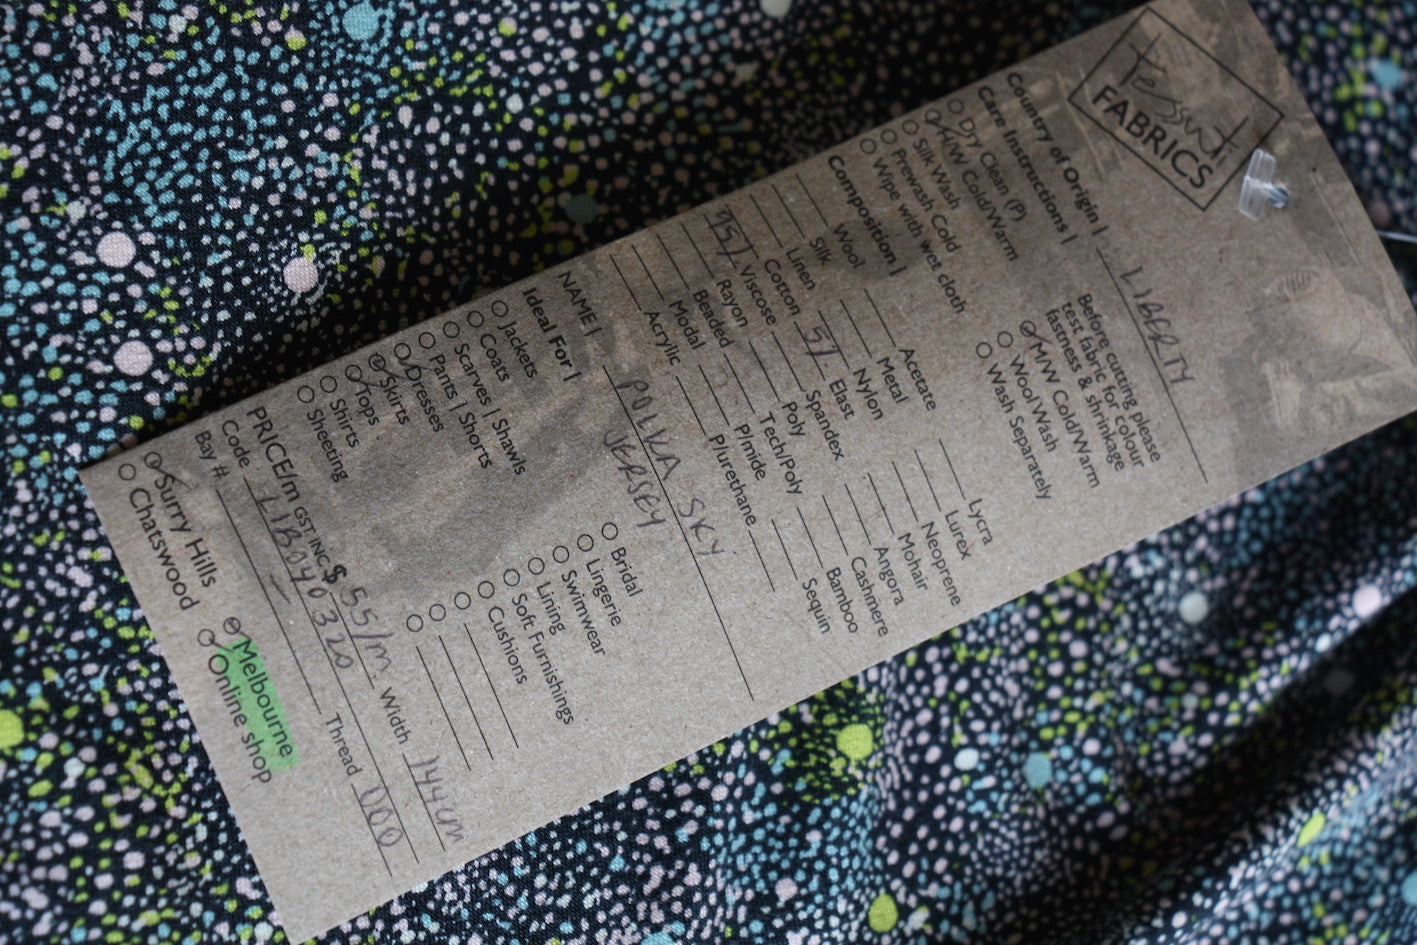 Tessuti
FABRICS
Country of Origin | LIBERTY
Care Instructions |
Dry Clean (P)
H/W Cold/Warm
Silk Wash
Prewash Cold
Wipe with wet cloth
Before cutting please
test fabric for colour
fastness & shrinkage
M/W Cold/Warm
Wool Wash
Wash Separately
Composition |
Wool
Silk
Linen
Cotton
95% Viscose
Rayon
Beaded
Modal
Acrylic
Acetate
Metal
Nylon
5% Elast
Spandex
Poly
Tech/Poly
P/mide
P/urethane
Lycra
Lurex
Neoprene
Mohair
Angora
Cashmere
Bamboo
Sequin
NAME | POLKA SKY
JERSEY
Ideal For |
Jackets
Coats
Scarves | Shawls
Pants | Shorts
Dresses
Skirts
Tops
Shirts
Sheeting
Bridal
Lingerie
Swimwear
Lining
Soft Furnishings
Cushions
PRICE/m GST INC $ 55/m Width 144cm
Code LIB040320
Bay # — Thread 000
Surry Hills
Chatswood
Melbourne
Online shop